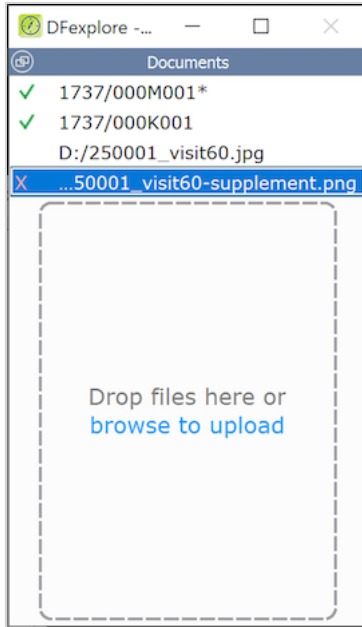 DFexplore -...
Documents
✓ 1737/000M001*
✓ 1737/000K001
D:/250001_visit60.jpg
X ...50001_visit60-supplement.png
Drop files here or
browse to upload